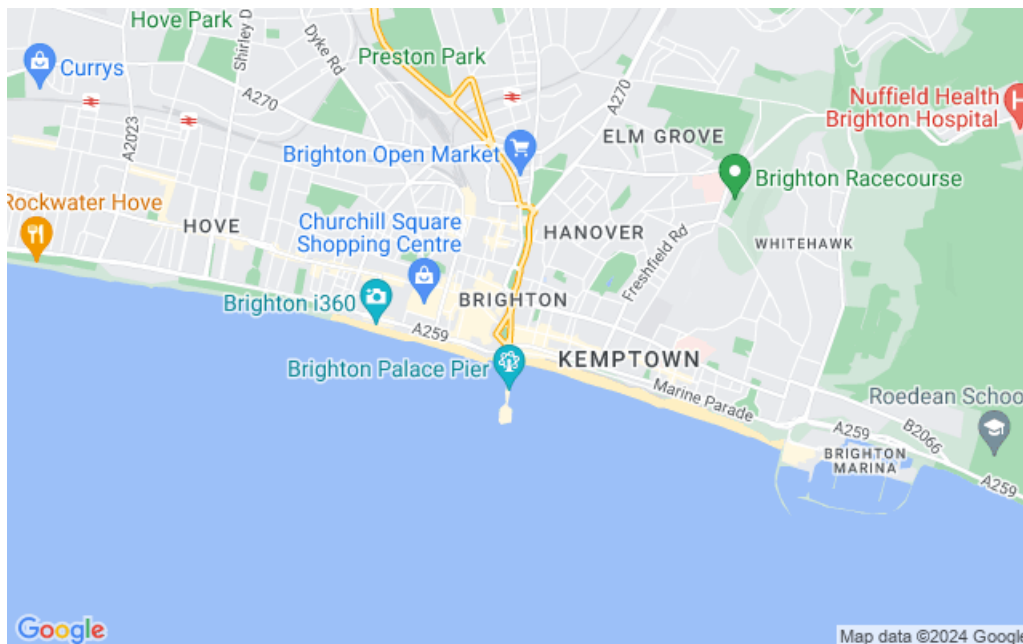 Hove Park
Shirley D
Dyke Rd
Preston Park
Currys
A270
A270
A2023
Nuffield Health
Brighton Hospital
H
ELM GROVE
Brighton Open Market
Brighton Racecourse
Rockwater Hove
HOVE
Churchill Square
Shopping Centre
HANOVER
WHITEHAWK
Freshfield Rd
Brighton i360
BRIGHTON
A259
Brighton Palace Pier
KEMPTOWN
Marine Parade
Roedean Schoo
A259
B2066
BRIGHTON
MARINA
A259
Google
Map data ©2024 Google